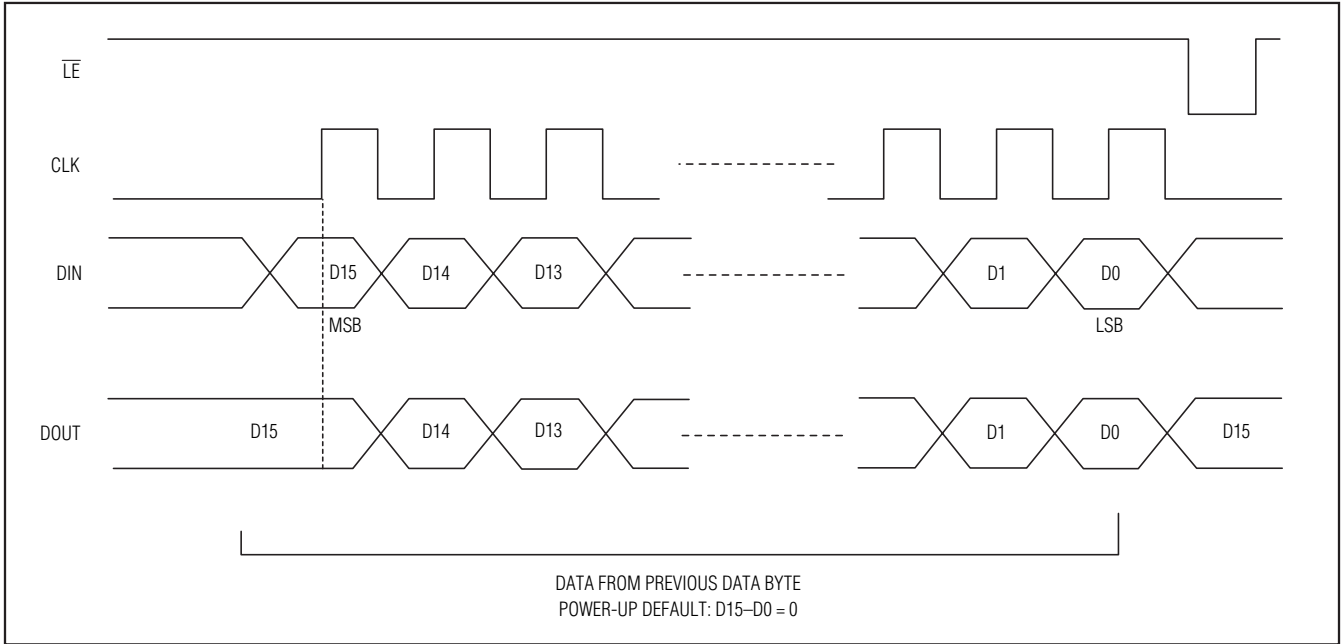 L̅E̅
CLK
DIN
D15
D14
D13
D1
D0
MSB
LSB
DOUT
D15
D14
D13
D1
D0
D15
DATA FROM PREVIOUS DATA BYTE
POWER-UP DEFAULT: D15–D0 = 0